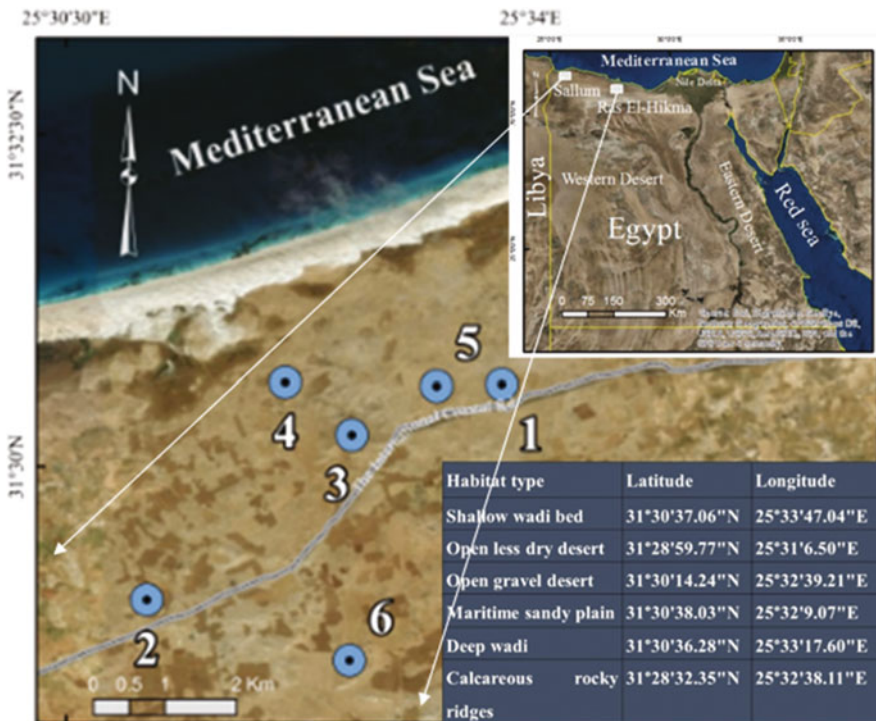 25°30'30"E
25°34'E
31°32'30"N
31°30'N
N
Mediterranean Sea
Mediterranean Sea
Nile Delta
Sallum
Ras El-Hikma
Libya
Western Desert
Eastern Desert
Red sea
Egypt
0 75 150 300
Km
5
4
3
1
The International Coastal Rd
2
6
0 0.5 1 2 Km
Habitat type Latitude Longitude
Shallow wadi bed 31°30'37.06"N 25°33'47.04"E
Open less dry desert 31°28'59.77"N 25°31'6.50"E
Open gravel desert 31°30'14.24"N 25°32'39.21"E
Maritime sandy plain 31°30'38.03"N 25°32'9.07"E
Deep wadi 31°30'36.28"N 25°33'17.60"E
Calcareous rocky 31°28'32.35"N 25°32'38.11"E
ridges